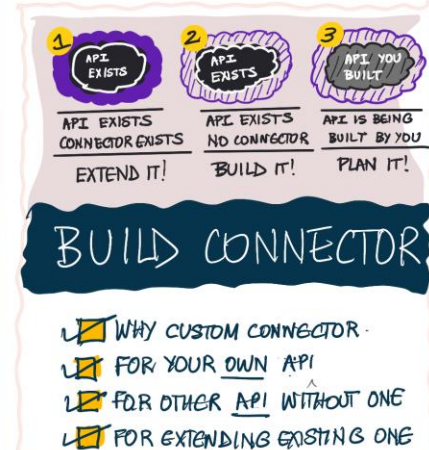 1 2 3
API EXISTS
API EXISTS
API YOU BUILT
API EXISTS
CONNECTOR EXISTS
EXTEND IT!
API EXISTS
NO CONNECTOR
BUILD IT!
API IS BEING
BUILT BY YOU
PLAN IT!
BUILD CONNECTOR
WHY CUSTOM CONNECTOR.
FOR YOUR OWN API
FOR OTHER API WITHOUT ONE
FOR EXTENDING EXISTING ONE